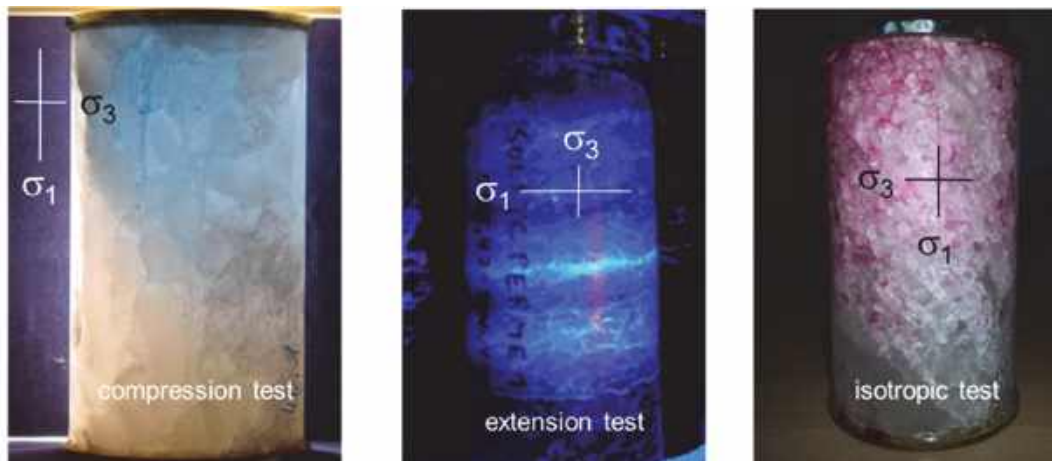 σ3
σ1
compression test
σ3
σ1
extension test
σ3
σ1
isotropic test